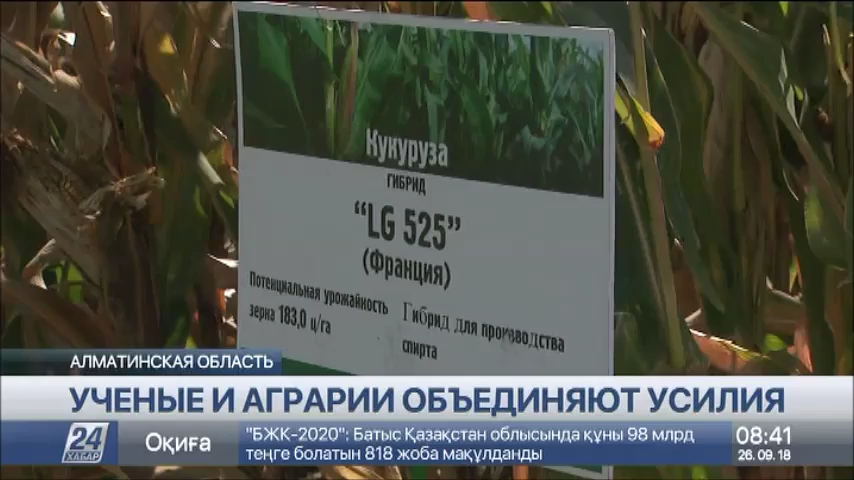 Кукуруза
ГИБРИД
"LG 525"
(Франция)
Потенциальная урожайность
зерна 183,0 ц/га
Гибрид для производства
спирта
АЛМАТИНСКАЯ ОБЛАСТЬ
УЧЕНЫЕ И АГРАРИИ ОБЪЕДИНЯЮТ УСИЛИЯ
24
ХАБАР
Оқиға
"БЖК-2020": Батыс Қазақстан облысында құны 98 млрд
теңге болатын 818 жоба мақұлданды
08:41
26.09.18